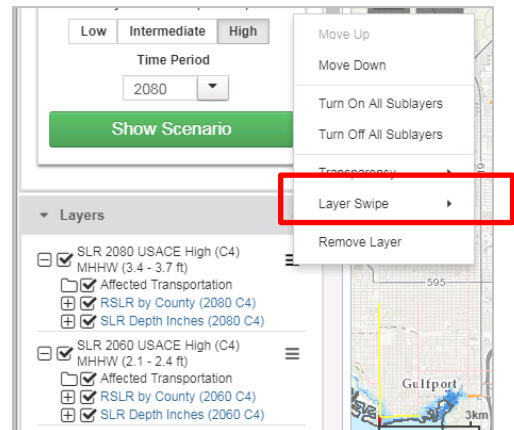 Low Intermediate High
Time Period
2080
Show Scenario
Move Up
Move Down
Turn On All Sublayers
Turn Off All Sublayers
Transparency
Layer Swipe
Remove Layer
Layers
SLR 2080 USACE High (C4)
MHHW (3.4 - 3.7 ft)
Affected Transportation
RSLR by County (2080 C4)
SLR Depth Inches (2080 C4)
SLR 2060 USACE High (C4)
MHHW (2.1 - 2.4 ft)
Affected Transportation
RSLR by County (2060 C4)
SLR Depth Inches (2060 C4)
595
Gulfport
3km